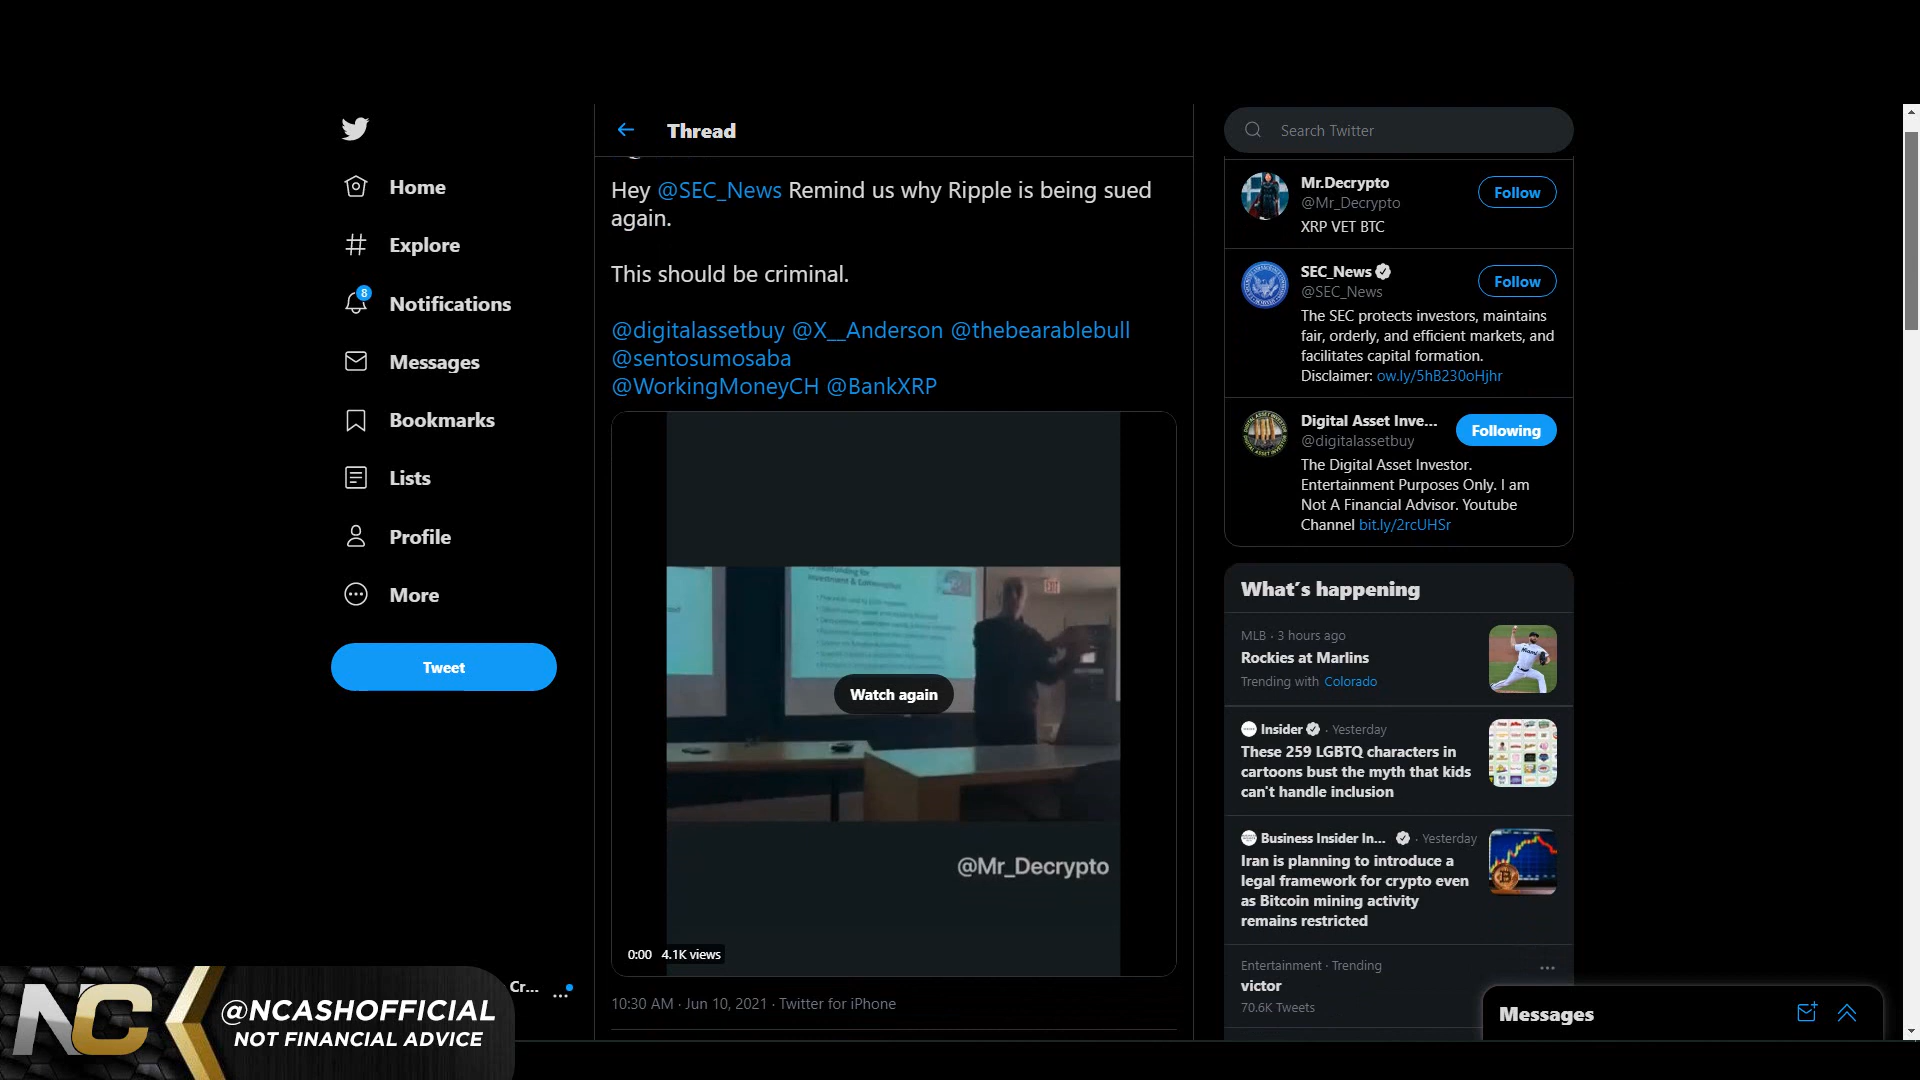 Home
Explore
8
Notifications
Messages
Bookmarks
Lists
Profile
More
Tweet
Cr...
Thread
Hey @SEC_News Remind us why Ripple is being sued
again.
This should be criminal.
@digitalassetbuy @X__Anderson @thebearablebull
@sentosumosaba
@WorkingMoneyCH @BankXRP
Investment & Consumption
EXIT
Watch again
@Mr_Decrypto
0:00 4.1K views
10:30 AM · Jun 10, 2021 · Twitter for iPhone
Search Twitter
Mr.Decrypto
@Mr_Decrypto
Follow
XRP VET BTC
SEC_News
@SEC_News
Follow
The SEC protects investors, maintains
fair, orderly, and efficient markets, and
facilitates capital formation.
Disclaimer: ow.ly/5hB230oHjhr
Digital Asset Inve...
@digitalassetbuy
Following
The Digital Asset Investor.
Entertainment Purposes Only. I am
Not A Financial Advisor. Youtube
Channel bit.ly/2rcUHSr
What's happening
MLB · 3 hours ago
Rockies at Marlins
Trending with Colorado
Insider · Yesterday
These 259 LGBTQ characters in
cartoons bust the myth that kids
can't handle inclusion
Business Insider In... · Yesterday
Iran is planning to introduce a
legal framework for crypto even
as Bitcoin mining activity
remains restricted
Entertainment · Trending
victor
70.6K Tweets
Messages
NC
@NCASHOFFICIAL
NOT FINANCIAL ADVICE